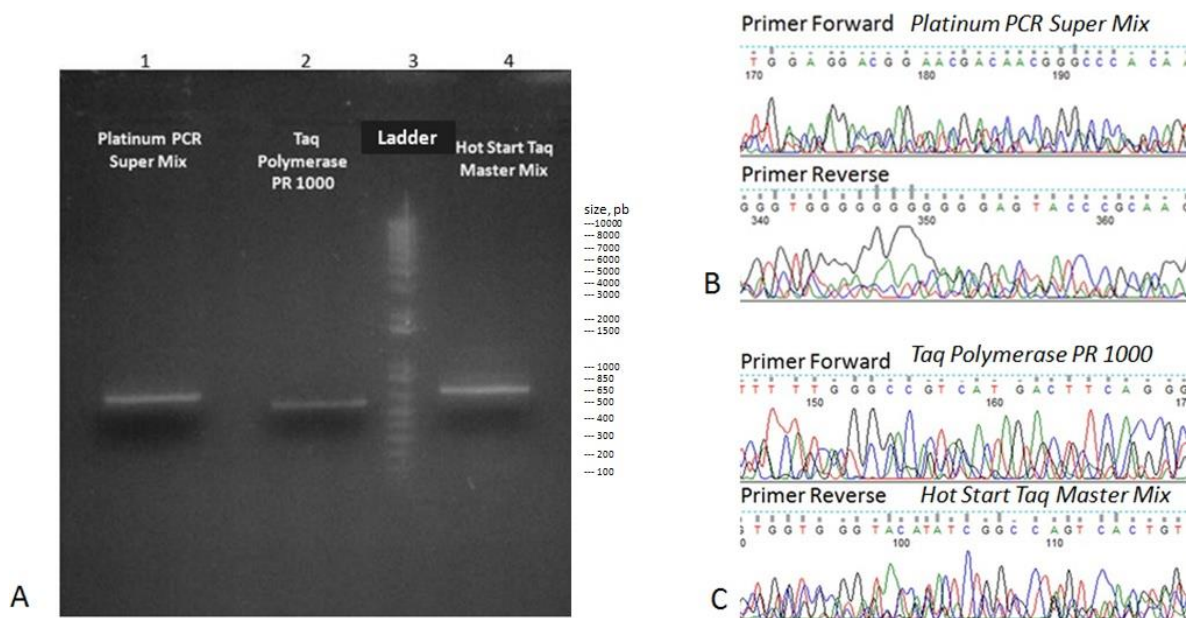 1 2 3 4
Platinum PCR
Super Mix
Taq
Polymerase
PR 1000
Ladder
Hot Start Taq
Master Mix
size, pb
--- 10000
--- 8000
--- 7000
--- 6000
--- 5000
--- 4000
--- 3000
--- 2000
--- 1500
--- 1000
--- 850
--- 650
--- 500
--- 400
--- 300
--- 200
--- 100
A
Primer Forward Platinum PCR Super Mix
T G G A G G A C G G A A C G A C A A C G G G C C C A C A A
170 180 190
Primer Reverse
G G G T G G G G G G G G G G G A G T A C C C G C A A G
340 350 360
B
Primer Forward Taq Polymerase PR 1000
T T T T T G G G C C G T C A T G A C T T C A G G G
150 160 17
Primer Reverse Hot Start Taq Master Mix
G T G G T G G G T A C A T A T C G G C C A G T C A C T G T
0 100 110
C